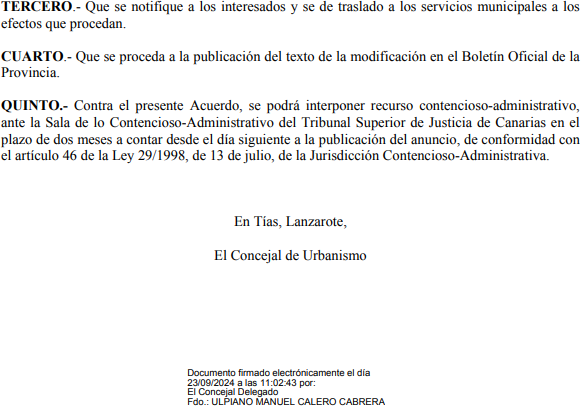 TERCERO.- Que se notifique a los interesados y se de traslado a los servicios municipales a los
efectos que procedan.
CUARTO.- Que se proceda a la publicación del texto de la modificación en el Boletín Oficial de la
Provincia.
QUINTO.- Contra el presente Acuerdo, se podrá interponer recurso contencioso-administrativo,
ante la Sala de lo Contencioso-Administrativo del Tribunal Superior de Justicia de Canarias en el
plazo de dos meses a contar desde el día siguiente a la publicación del anuncio, de conformidad con
el artículo 46 de la Ley 29/1998, de 13 de julio, de la Jurisdicción Contencioso-Administrativa.
En Tías, Lanzarote,
El Concejal de Urbanismo
Documento firmado electrónicamente el día
23/09/2024 a las 11:02:43 por:
El Concejal Delegado
Fdo.: ULPIANO MANUEL CALERO CABRERA